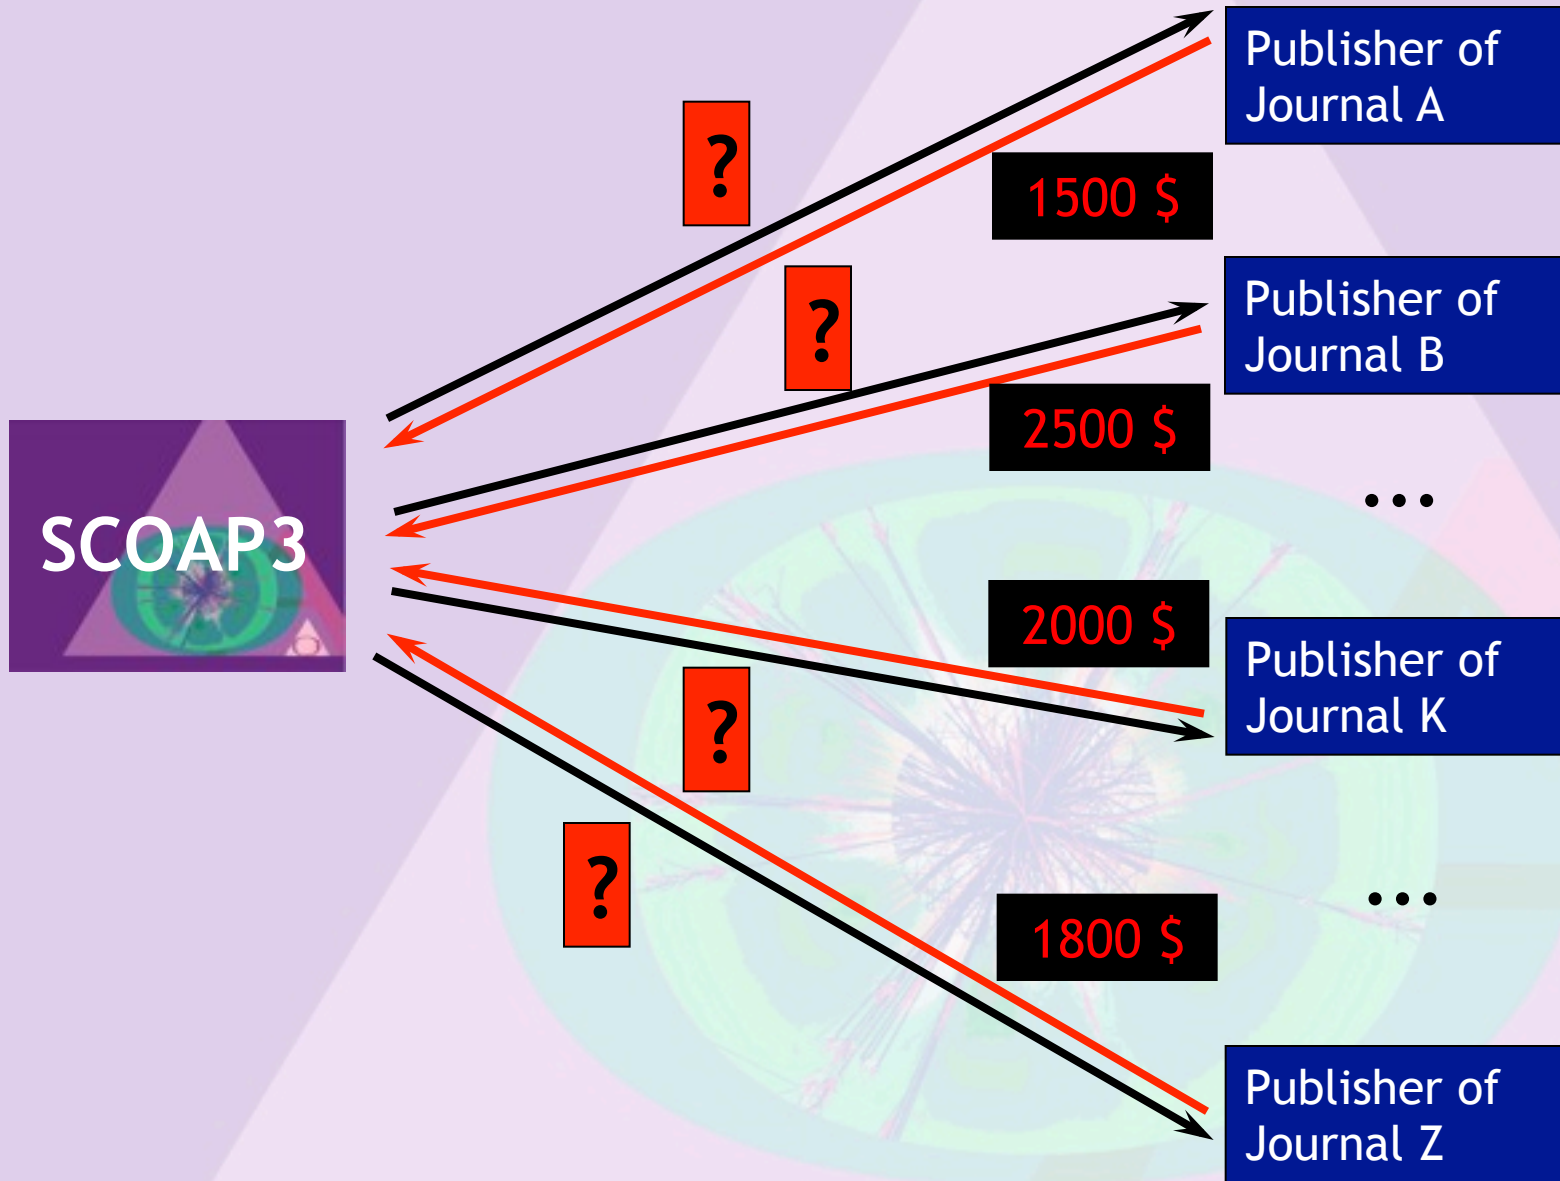 Publisher of
Journal A
?
1500 $
Publisher of
Journal B
?
2500 $
...
SCOAP3
2000 $
Publisher of
Journal K
?
?
1800 $
...
Publisher of
Journal Z